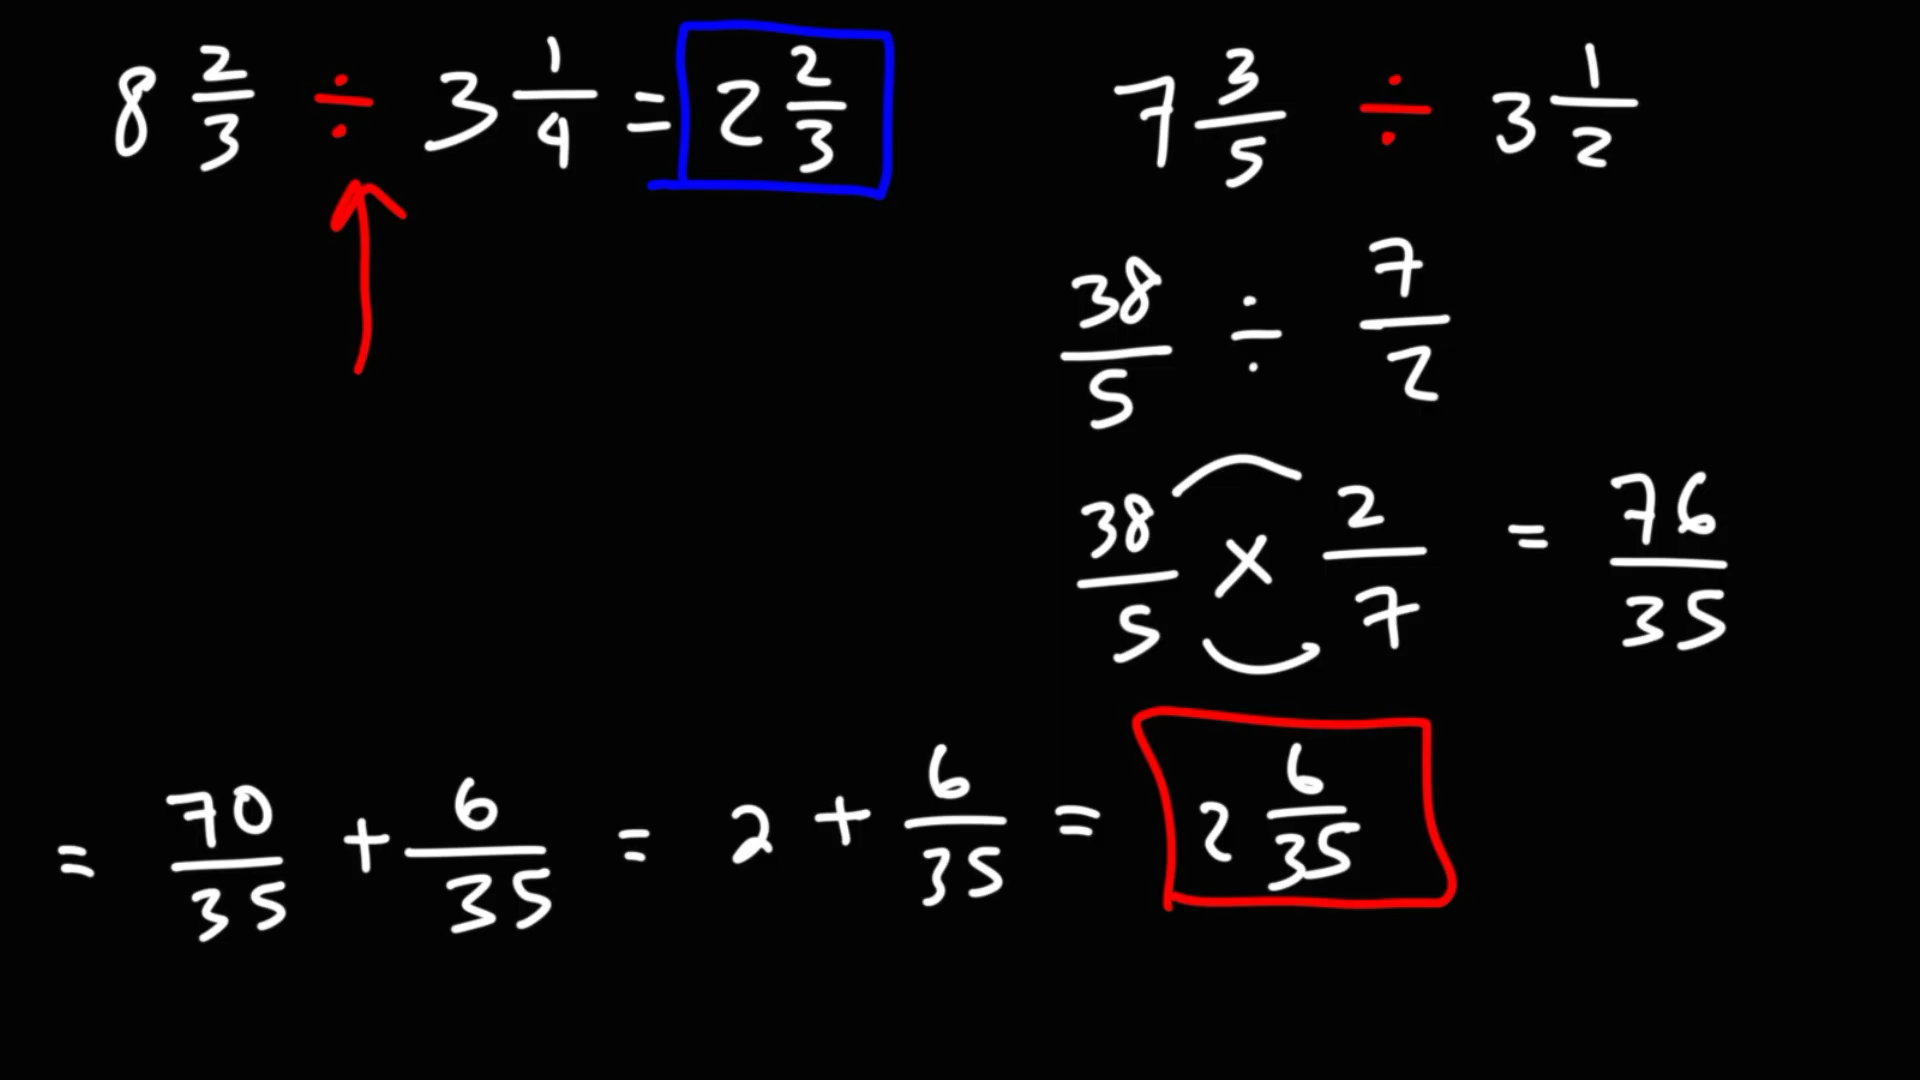 8 2/3 ÷ 3 1/4 = 2 2/3
7 3/5 ÷ 3 1/2
38/5 ÷ 7/2
38/5 × 2/7 = 76/35
= 70/35 + 6/35 = 2 + 6/35 = 2 6/35